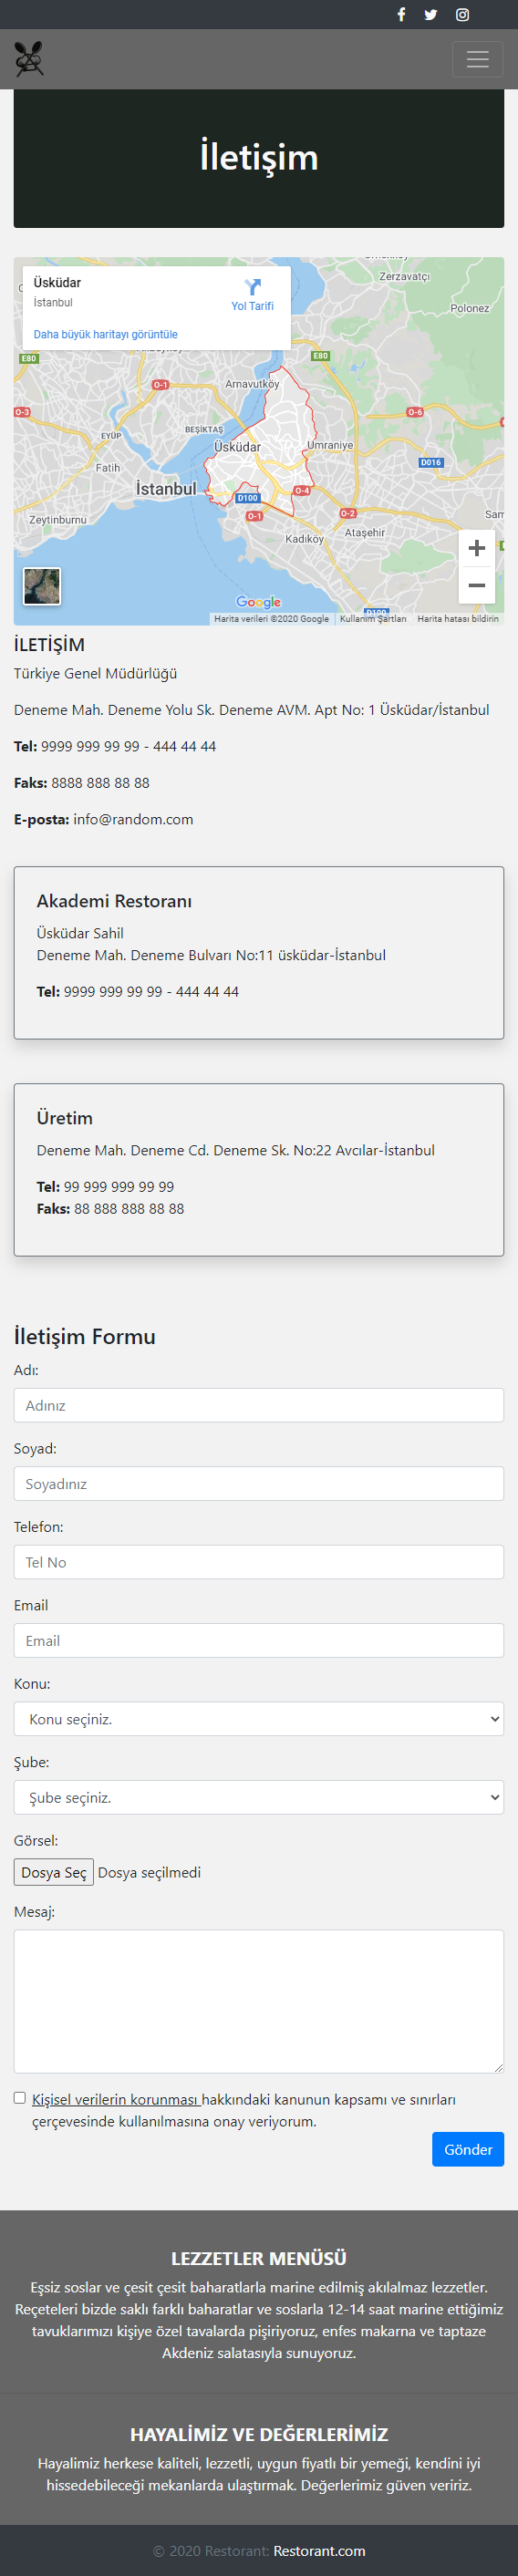 İletişim
Üsküdar
İstanbul
Yol Tarifi
Daha büyük haritayı görüntüle
Zerzavatçı
Polonez
E80
E80
O-1
Arnavutköy
O-3
O-6
BEŞİKTAŞ
EYÜP
Üsküdar
Umraniye
Fatih
D016
İstanbul
O-4
D100
O-1
O-2
Zeytinburnu
Kadıköy
Ataşehir
Sam
Google
D100
Harita verileri ©2020 Google
Kullanım Şartları
Harita hatası bildirin
İLETİŞİM
Türkiye Genel Müdürlüğü
Deneme Mah. Deneme Yolu Sk. Deneme AVM. Apt No: 1 Üsküdar/İstanbul
Tel: 9999 999 99 99 - 444 44 44
Faks: 8888 888 88 88
E-posta: info@random.com
Akademi Restoranı
Üsküdar Sahil
Deneme Mah. Deneme Bulvarı No:11 üsküdar-İstanbul
Tel: 9999 999 99 99 - 444 44 44
Üretim
Deneme Mah. Deneme Cd. Deneme Sk. No:22 Avcılar-İstanbul
Tel: 99 999 999 99 99
Faks: 88 888 888 88 88
İletişim Formu
Adı:
Adınız
Soyad:
Soyadınız
Telefon:
Tel No
Email
Email
Konu:
Konu seçiniz.
Şube:
Şube seçiniz.
Görsel:
Dosya Seç Dosya seçilmedi
Mesaj:
Kişisel verilerin korunması hakkındaki kanunun kapsamı ve sınırları
çerçevesinde kullanılmasına onay veriyorum.
Gönder
LEZZETLER MENÜSÜ
Eşsiz soslar ve çesit çesit baharatlarla marine edilmiş akılalmaz lezzetler.
Reçeteleri bizde saklı farklı baharatlar ve soslarla 12-14 saat marine ettiğimiz
tavuklarımızı kişiye özel tavalarda pişiriyoruz, enfes makarna ve taptaze
Akdeniz salatasıyla sunuyoruz.
HAYALİMİZ VE DEĞERLERİMİZ
Hayalimiz herkese kaliteli, lezzetli, uygun fiyatlı bir yemeği, kendini iyi
hissedebileceği mekanlarda ulaştırmak. Değerlerimiz güven veririz.
© 2020 Restorant: Restorant.com